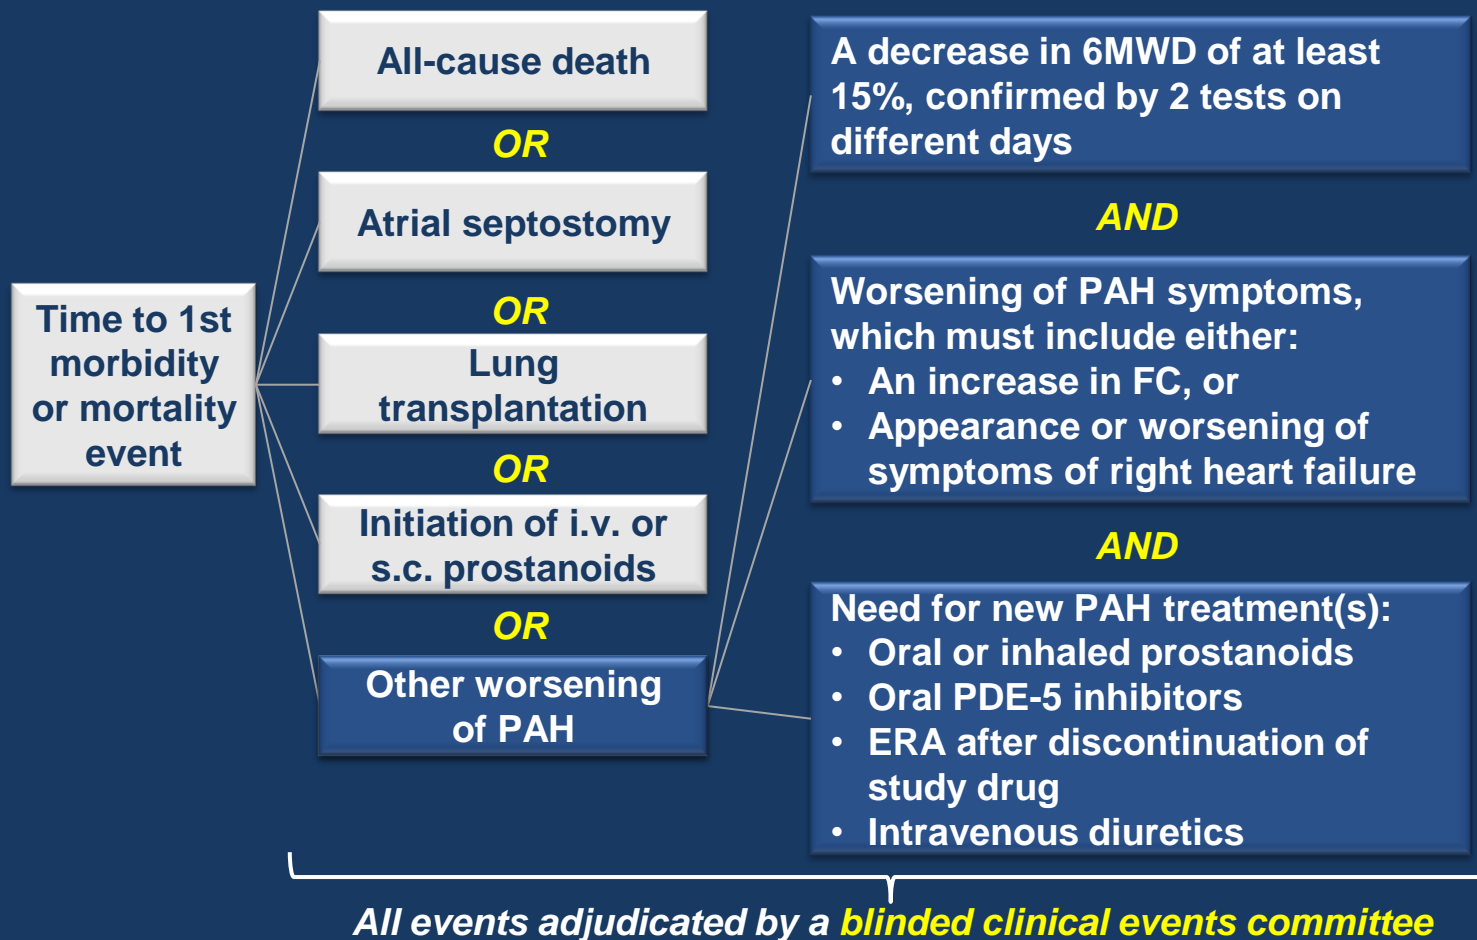 Time to 1st
morbidity
or mortality
event
All-cause death
OR
Atrial septostomy
OR
Lung
transplantation
OR
Initiation of i.v. or
s.c. prostanoids
OR
Other worsening
of PAH
A decrease in 6MWD of at least
15%, confirmed by 2 tests on
different days
AND
Worsening of PAH symptoms,
which must include either:
• An increase in FC, or
• Appearance or worsening of
symptoms of right heart failure
AND
Need for new PAH treatment(s):
• Oral or inhaled prostanoids
• Oral PDE-5 inhibitors
• ERA after discontinuation of
study drug
• Intravenous diuretics
All events adjudicated by a blinded clinical events committee